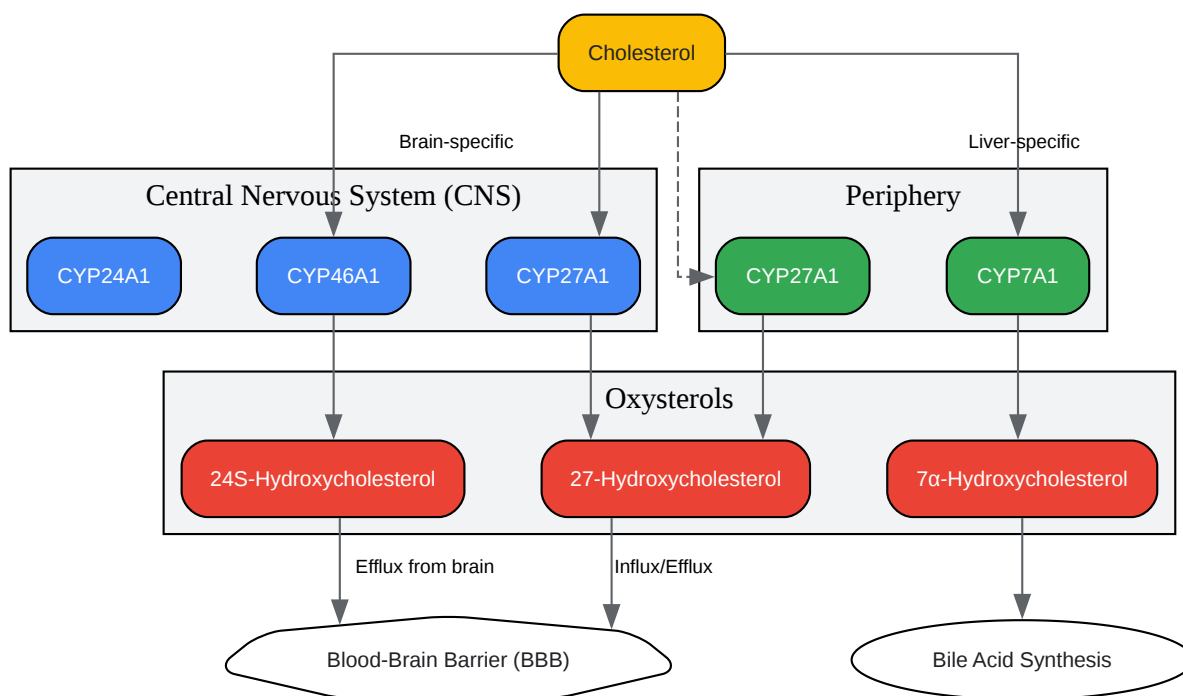 Cholesterol
Brain-specific
Liver-specific
Central Nervous System (CNS)
Periphery
CYP24A1
CYP46A1
CYP27A1
CYP27A1
CYP7A1
Oxysterols
24S-Hydroxycholesterol
27-Hydroxycholesterol
7α-Hydroxycholesterol
Efflux from brain
Influx/Efflux
Blood-Brain Barrier (BBB)
Bile Acid Synthesis